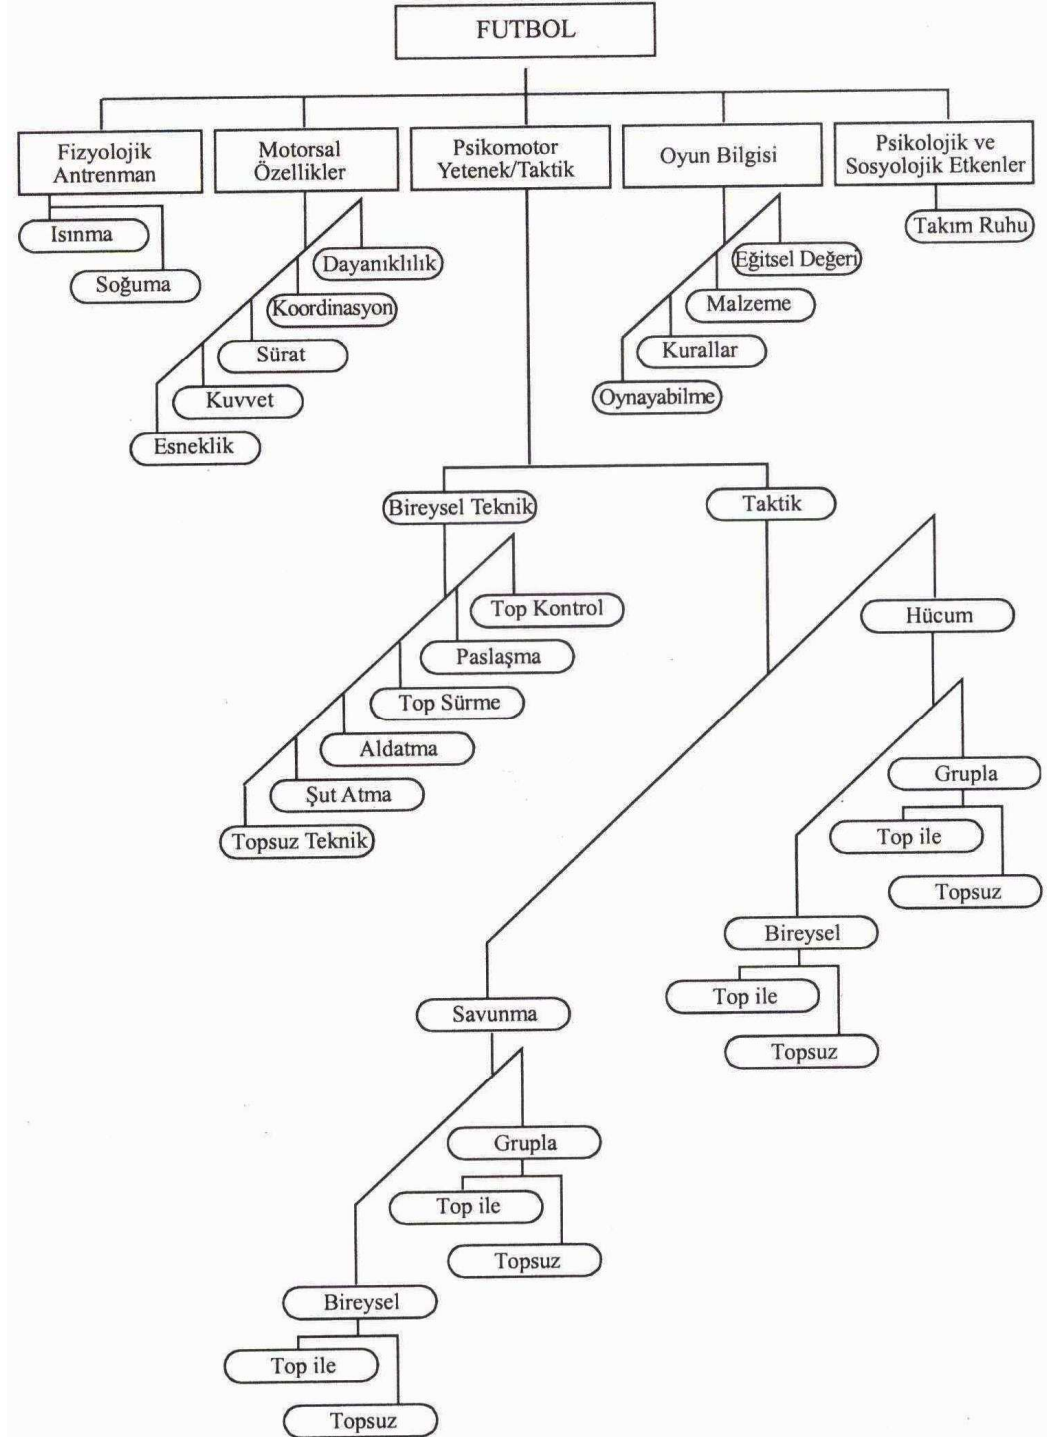 FUTBOL
Fizyolojik
Antrenman
Motorsal
Özellikler
Psikomotor
Yetenek/Taktik
Oyun Bilgisi
Psikolojik ve
Sosyolojik Etkenler
Isınma
Soğuma
Dayanıklılık
Koordinasyon
Sürat
Kuvvet
Esneklik
Eğitsel Değeri
Malzeme
Kurallar
Oynayabilme
Takım Ruhu
Bireysel Teknik
Taktik
Top Kontrol
Paslaşma
Top Sürme
Aldatma
Şut Atma
Topsuz Teknik
Hücum
Grupla
Top ile
Topsuz
Bireysel
Top ile
Topsuz
Savunma
Grupla
Top ile
Topsuz
Bireysel
Top ile
Topsuz